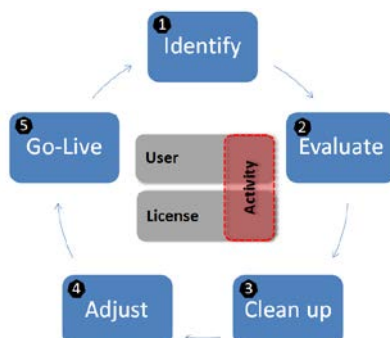 1
Identify
2
Evaluate
3
Clean up
4
Adjust
5
Go-Live
User
License
Activity